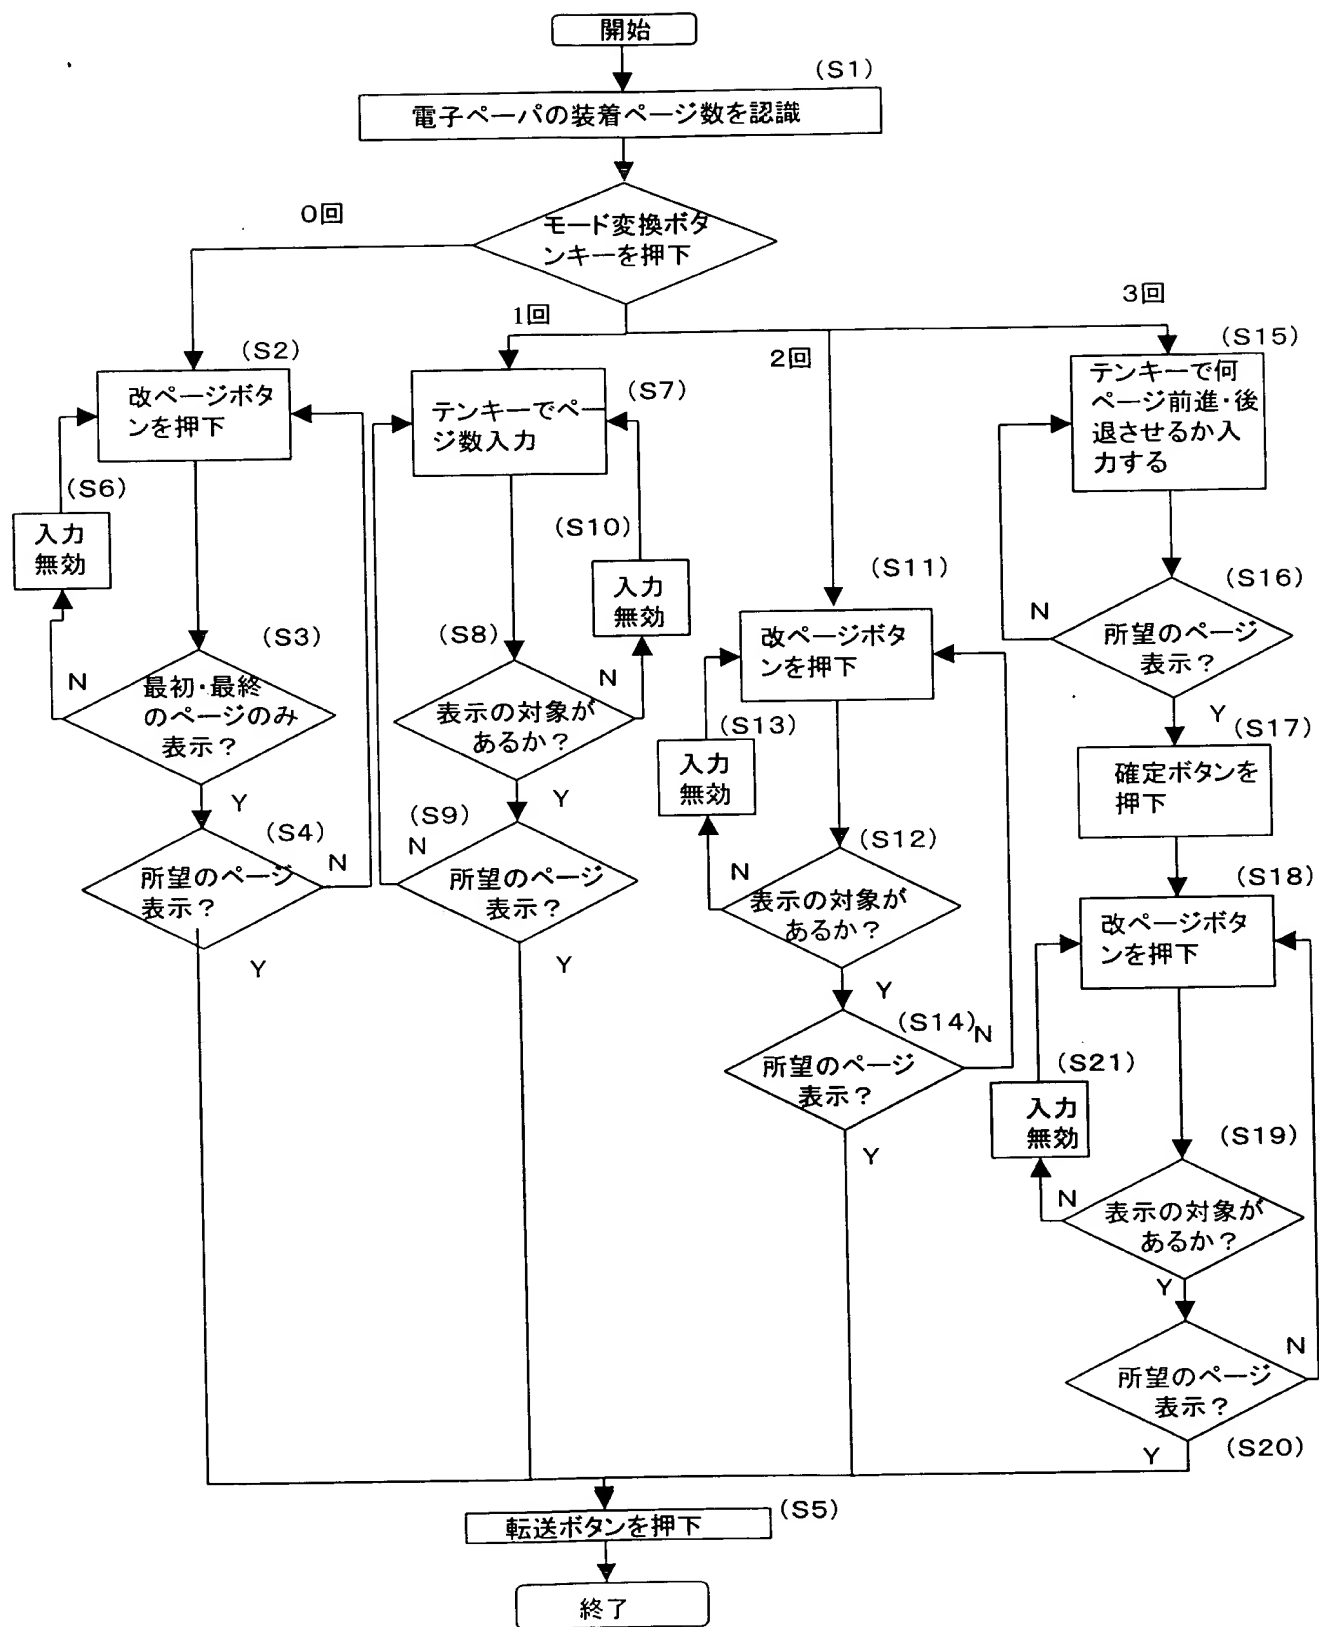 開始
(S1)
電子ペーパの装着ページ数を認識
モード変換ボタ
ンキーを押下
0回
1回
2回
3回
(S2)
改ページボタ
ンを押下
(S6)
入力
無効
(S3)
N
最初・最終
のページのみ
表示？
Y
(S4)
所望のページ
表示？
N
Y
(S7)
テンキーでペー
ジ数入力
(S10)
入力
無効
(S8)
表示の対象が
あるか？
N
Y
(S9)
N
所望のページ
表示？
Y
(S11)
改ページボタ
ンを押下
(S13)
入力
無効
(S12)
N
表示の対象が
あるか？
Y
(S14)
N
所望のページ
表示？
Y
(S15)
テンキーで何
ページ前進・後
退させるか入
力する
(S16)
N
所望のページ
表示？
Y
(S17)
確定ボタンを
押下
(S18)
改ページボタ
ンを押下
(S21)
入力
無効
(S19)
N
表示の対象が
あるか？
Y
N
所望のページ
表示？
(S20)
Y
(S5)
転送ボタンを押下
終了